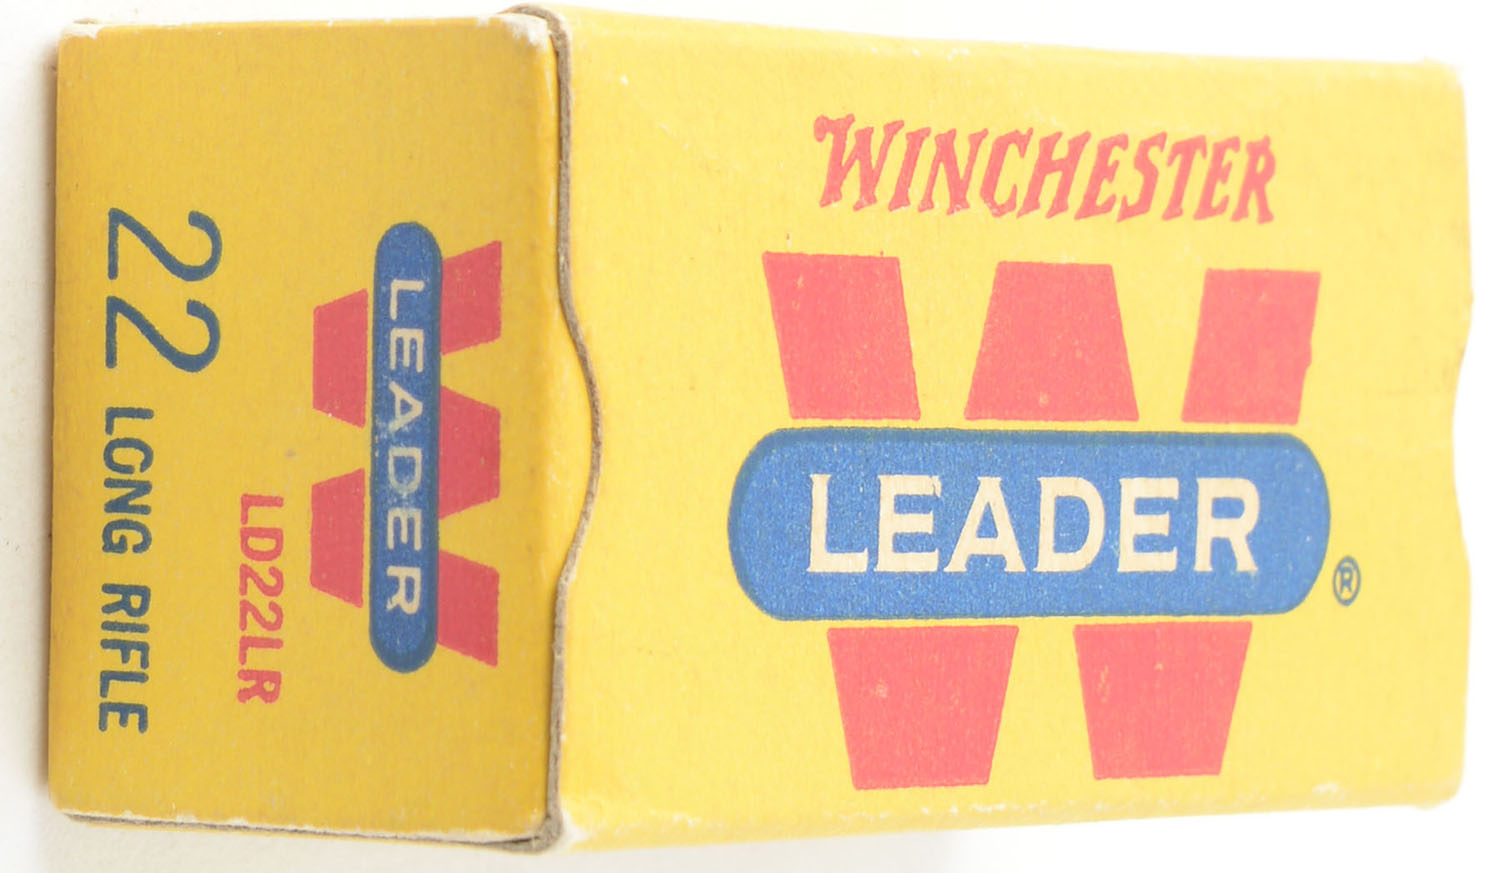 WINCHESTER
LEADER
®
LEADER
LD22LR
22 LONG RIFLE